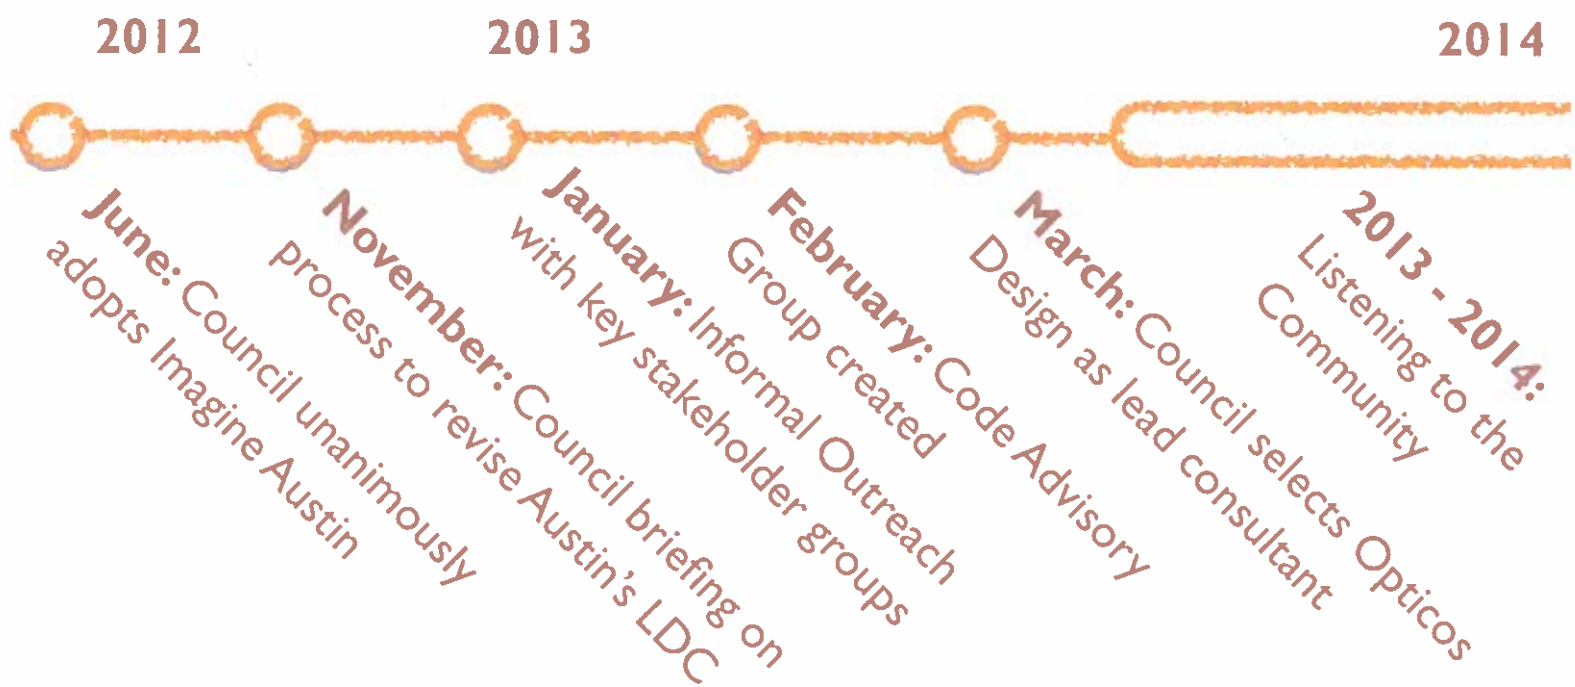 2012
2013
2014
June: Council unanimously
adopts Imagine Austin
November: Council briefing on
process to revise Austin's LDC
January: Informal Outreach
with key stakeholder groups
February: Code Advisory
Group created
March: Council selects Opticos
Design as lead consultant
2013 - 2014:
Listening to the
Community